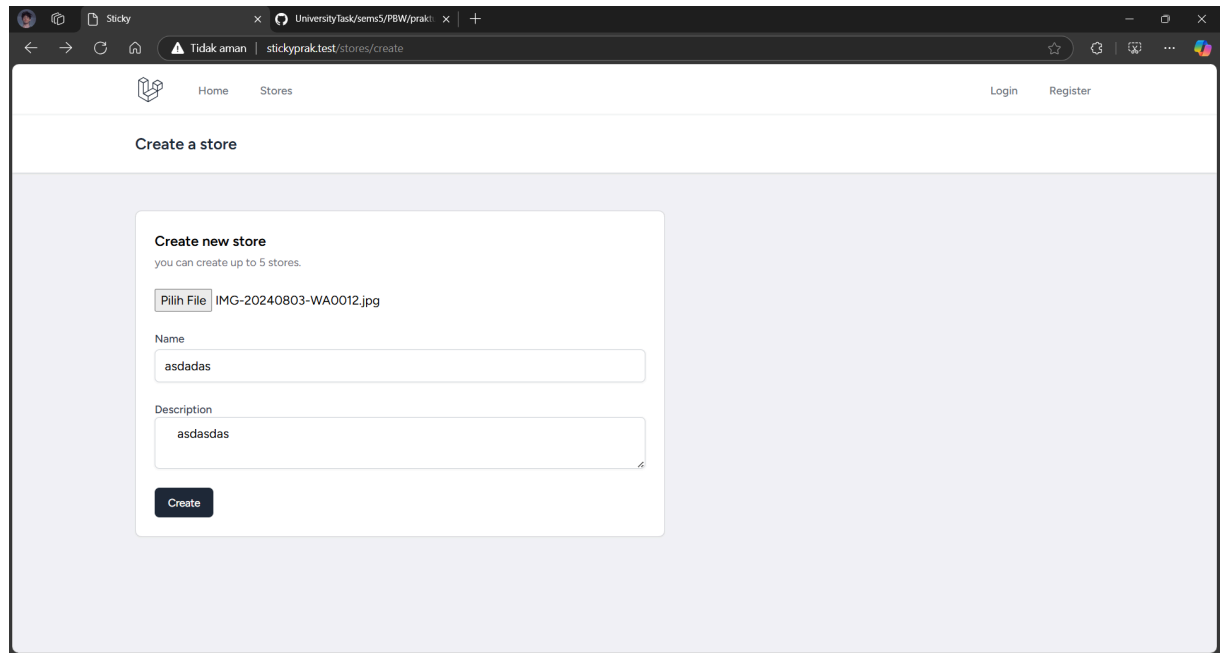 Sticky
UniversityTask/sems5/PBW/prakt
Tidak aman | stickyprak.test/stores/create
Home Stores Login Register
Create a store
Create new store
you can create up to 5 stores.
Pilih File IMG-20240803-WA0012.jpg
Name
asdadas
Description
asdasdas
Create